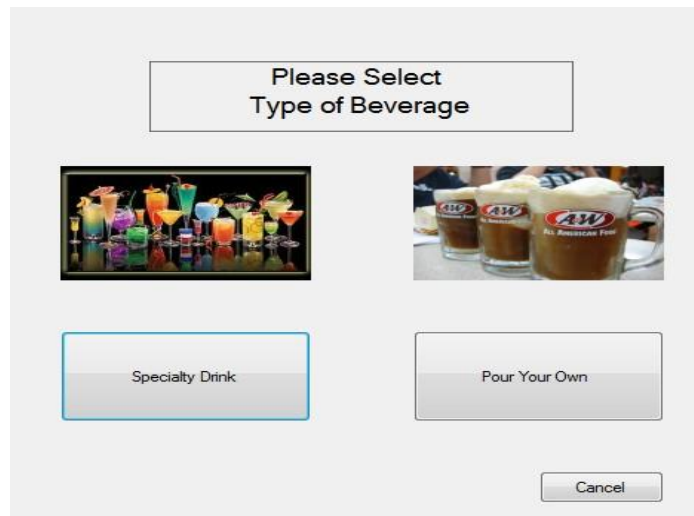 Please Select
Type of Beverage
A&W
A&W
A&W
ALL AMERICAN FOOD
Specialty Drink
Pour Your Own
Cancel